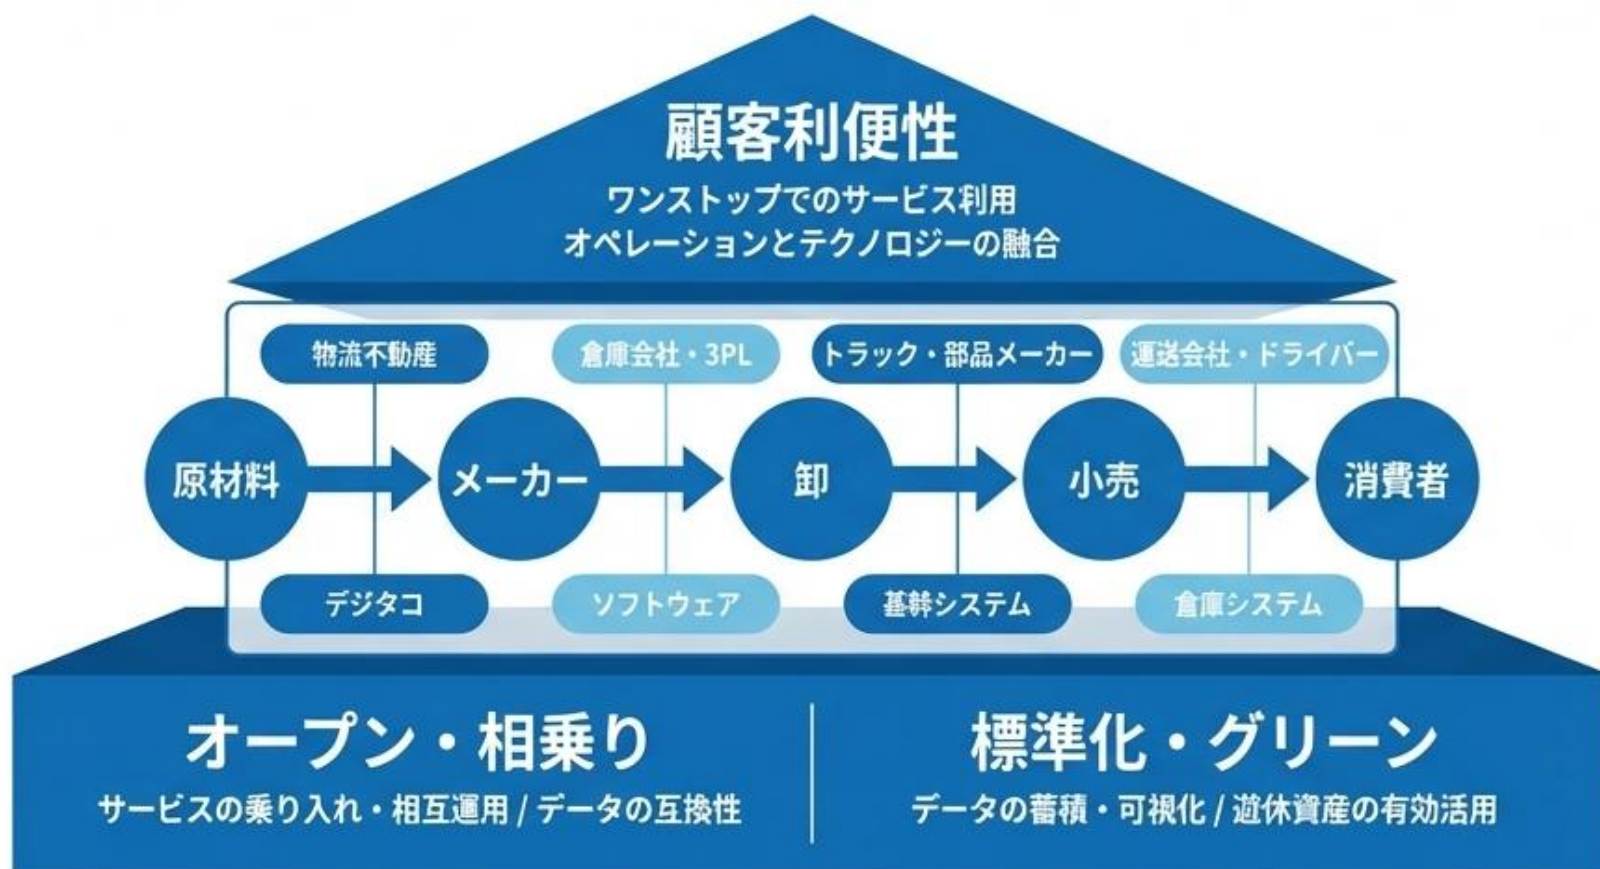 顧客利便性
ワンストップでのサービス利用
オペレーションとテクノロジーの融合
物流不動産
倉庫会社・3PL
トラック・部品メーカー
運送会社・ドライバー
原材料
メーカー
卸
小売
消費者
デジタコ
ソフトウェア
基幹システム
倉庫システム
オープン・相乗り
サービスの乗り入れ・相互運用 / データの互換性
標準化・グリーン
データの蓄積・可視化 / 遊休資産の有効活用